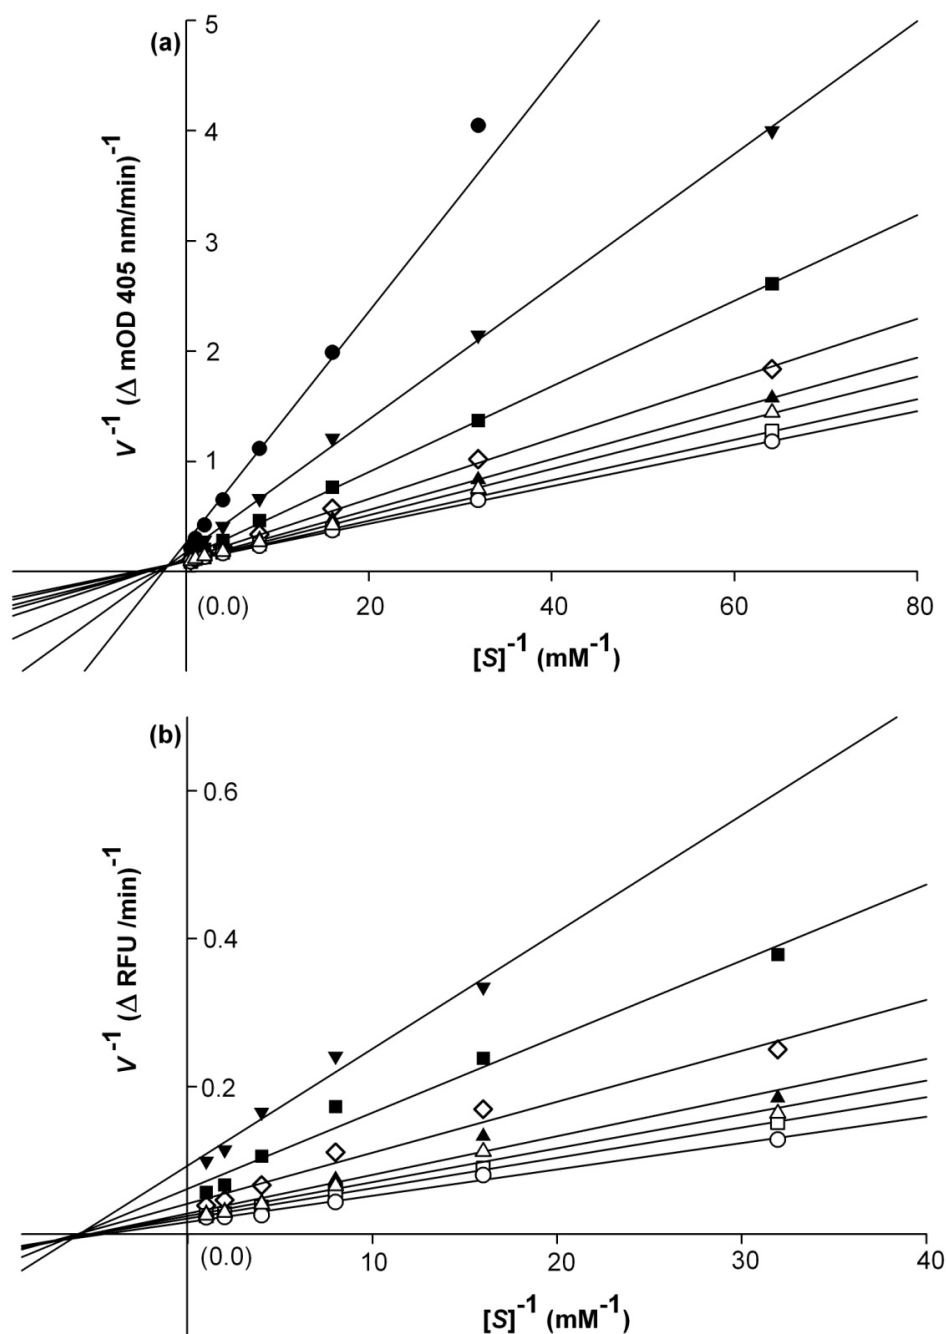 (a)
5
4
3
2
1
V⁻¹ (Δ mOD 405 nm/min)⁻¹
(0.0) 20 40 60 80
[S]⁻¹ (mM⁻¹)
(b)
0.6
0.4
0.2
V⁻¹ (Δ RFU /min)⁻¹
(0.0) 10 20 30 40
[S]⁻¹ (mM⁻¹)